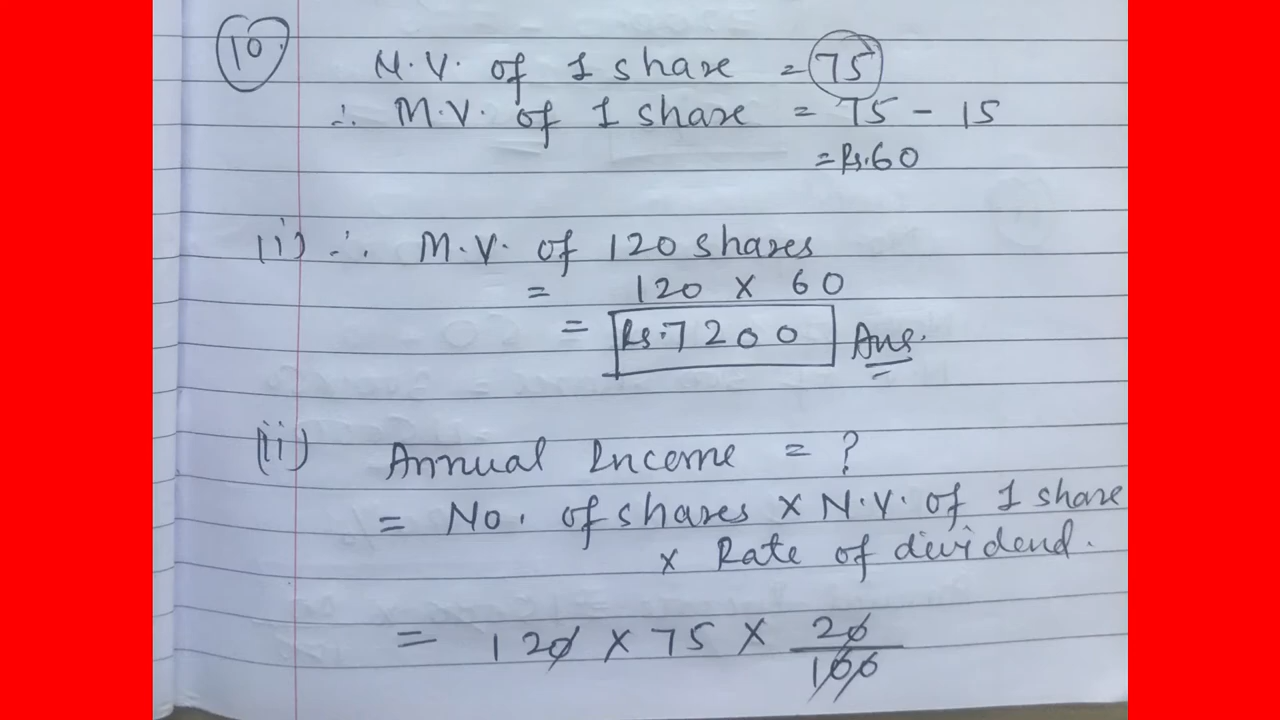 10.
N.V. of 1 share = 75
∴ M.V. of 1 share = 75 - 15
= Rs. 60
(i) ∴ M.V. of 120 shares
= 120 x 60
= Rs. 7200 Ans.
(ii) Annual Income = ?
= No. of shares x N.V. of 1 share
x Rate of dividend.
= 120 x 75 x 20/100